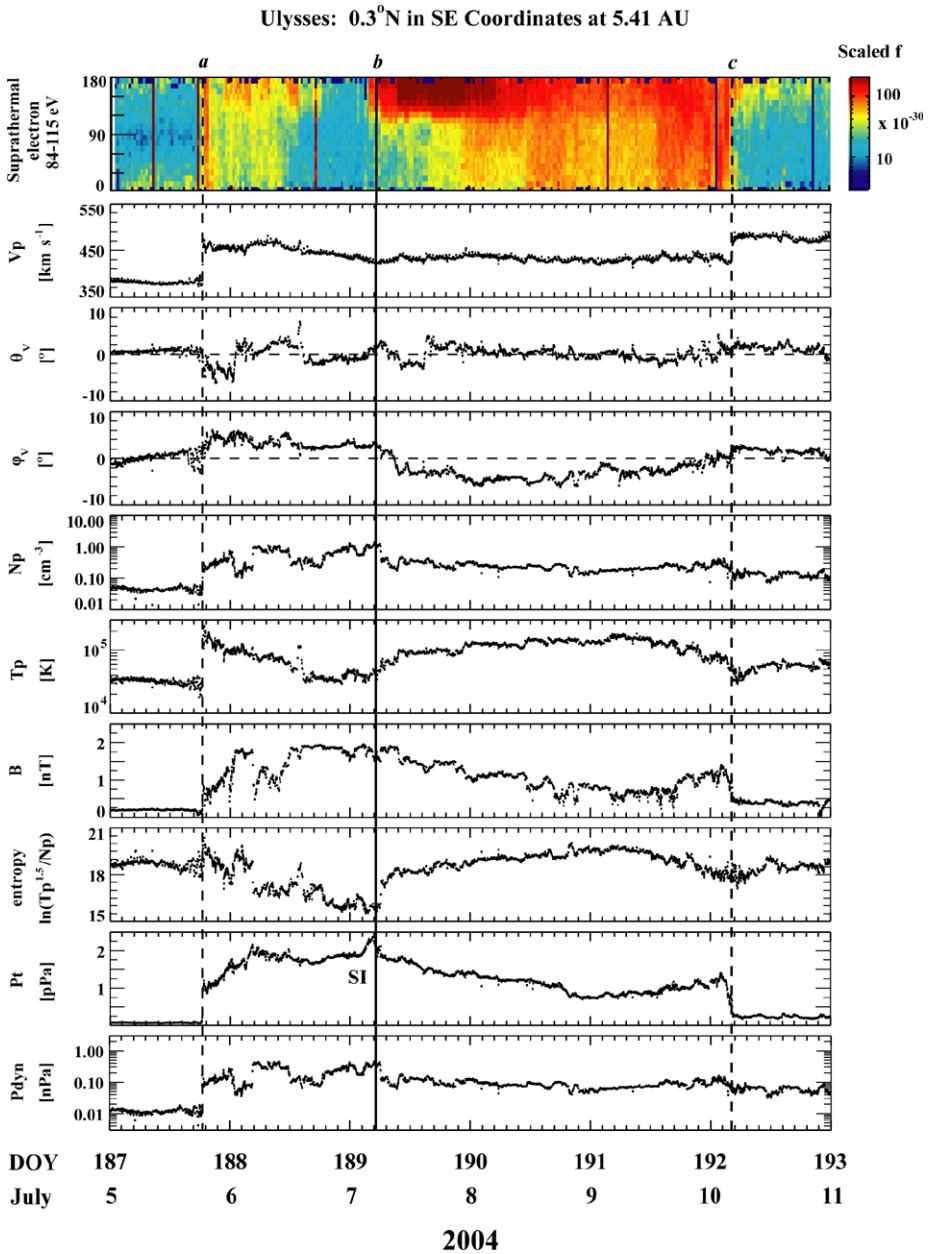 Ulysses: 0.3°N in SE Coordinates at 5.41 AU
a b c
Scaled f
Suprathermal electron 84-115 eV
180
90
0
100
x 10^-30
10
Vp [km s^-1]
550
450
350
θV [°]
10
0
-10
φV [°]
10
0
-10
Np [cm^-3]
10.00
1.00
0.10
0.01
Tp [K]
10^5
10^4
B [nT]
2
1
0
entropy ln(Tp^1.5/Np)
21
18
15
Pt [pPa]
2
1
SI
Pdyn [nPa]
1.00
0.10
0.01
DOY 187 188 189 190 191 192 193
July 5 6 7 8 9 10 11
2004